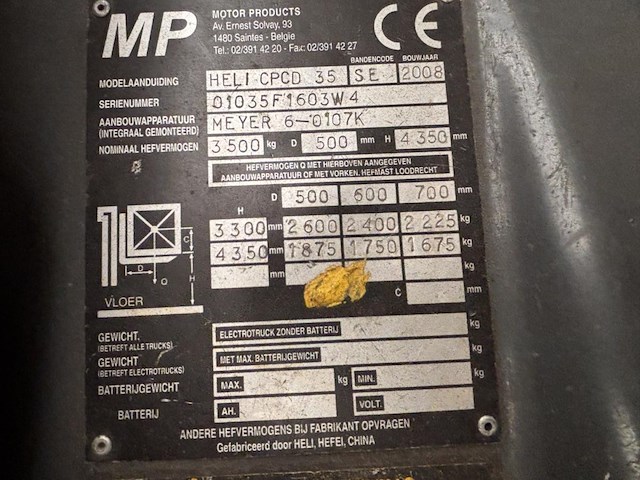 MP
MOTOR PRODUCTS
Av. Ernest Solvay, 93
1480 Saintes - Belgie
Tel.: 02/391 42 20 - Fax: 02/391 42 27
CE
BANDENCODE BOUWJAAR
MODELAANDUIDING HELI CPCD 35 SE 2008
SERIENUMMER 01035F1603W4
AANBOUWAPPARATUUR (INTEGRAAL GEMONTEERD) MEYER 6-0107K
NOMINAAL HEFVERMOGEN 3500 kg D 500 mm H 4350 mm
HEFVERMOGEN Q MET HIERBOVEN AANGEGEVEN
AANBOUWAPPARATUUR OF MET VORKEN. HEFMAST LOODRECHT
D 500 600 700 mm
H
3300 mm 2600 2400 2225 kg
4350 mm 1875 1750 1675 kg
mm kg
C mm
C
D
Q
H
VLOER
GEWICHT. (BETREFT ALLE TRUCKS) ELECTROTRUCK ZONDER BATTERIJ kg
GEWICHT (BETREFT ELECTROTRUCKS) MET MAX. BATTERIJGEWICHT kg
BATTERIJGEWICHT MAX. kg MIN. kg
BATTERIJ AH. VOLT.
ANDERE HEFVERMOGENS BIJ FABRIKANT OPVRAGEN
Gefabriceerd door HELI, HEFEI, CHINA